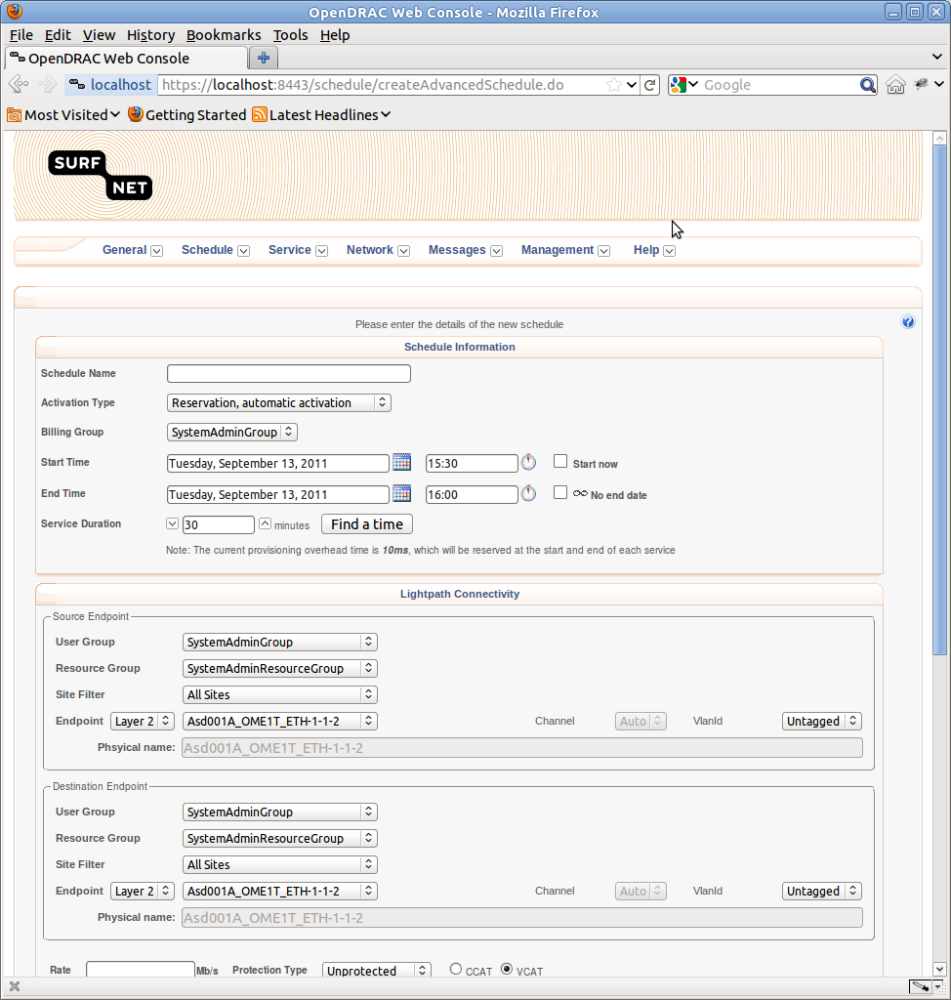 OpenDRAC Web Console - Mozilla Firefox
File Edit View History Bookmarks Tools Help
OpenDRAC Web Console
localhost https://localhost:8443/schedule/createAdvancedSchedule.do Google
Most Visited Getting Started Latest Headlines
SURF
NET
General Schedule Service Network Messages Management Help
Please enter the details of the new schedule
Schedule Information
Schedule Name
Activation Type Reservation, automatic activation
Billing Group SystemAdminGroup
Start Time Tuesday, September 13, 2011 15:30 Start now
End Time Tuesday, September 13, 2011 16:00 No end date
Service Duration 30 minutes Find a time
Note: The current provisioning overhead time is 10ms, which will be reserved at the start and end of each service
Lightpath Connectivity
Source Endpoint
User Group SystemAdminGroup
Resource Group SystemAdminResourceGroup
Site Filter All Sites
Endpoint Layer 2 Asd001A_OME1T_ETH-1-1-2 Channel Auto VlanId Untagged
Phsyical name: Asd001A_OME1T_ETH-1-1-2
Destination Endpoint
User Group SystemAdminGroup
Resource Group SystemAdminResourceGroup
Site Filter All Sites
Endpoint Layer 2 Asd001A_OME1T_ETH-1-1-2 Channel Auto VlanId Untagged
Physical name: Asd001A_OME1T_ETH-1-1-2
Rate Mb/s Protection Type Unprotected CCAT VCAT